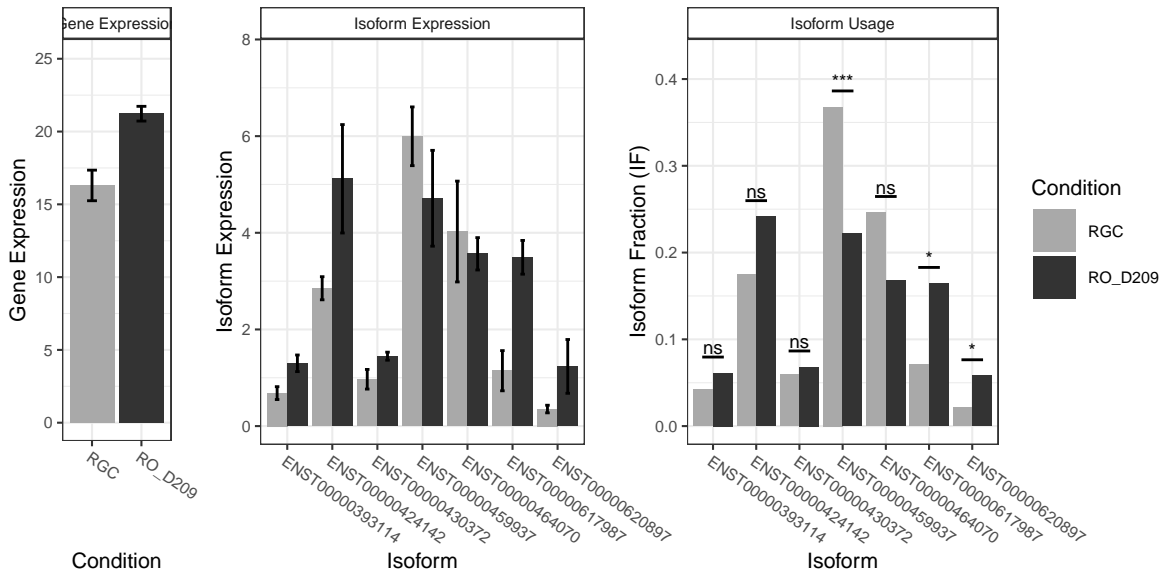 Gene Expression
Isoform Expression
Isoform Usage
Gene Expression
25
20
15
10
5
0
RGC
RO_D209
Condition
Isoform Expression
8
6
4
2
0
ENST00000393114
ENST00000424142
ENST00000430372
ENST00000459937
ENST00000464070
ENST00000617987
ENST00000620897
Isoform
Isoform Fraction (IF)
0.4
0.3
0.2
0.1
0.0
ns
ns
ns
***
ns
*
*
ENST00000393114
ENST00000424142
ENST00000430372
ENST00000459937
ENST00000464070
ENST00000617987
ENST00000620897
Isoform
Condition
RGC
RO_D209